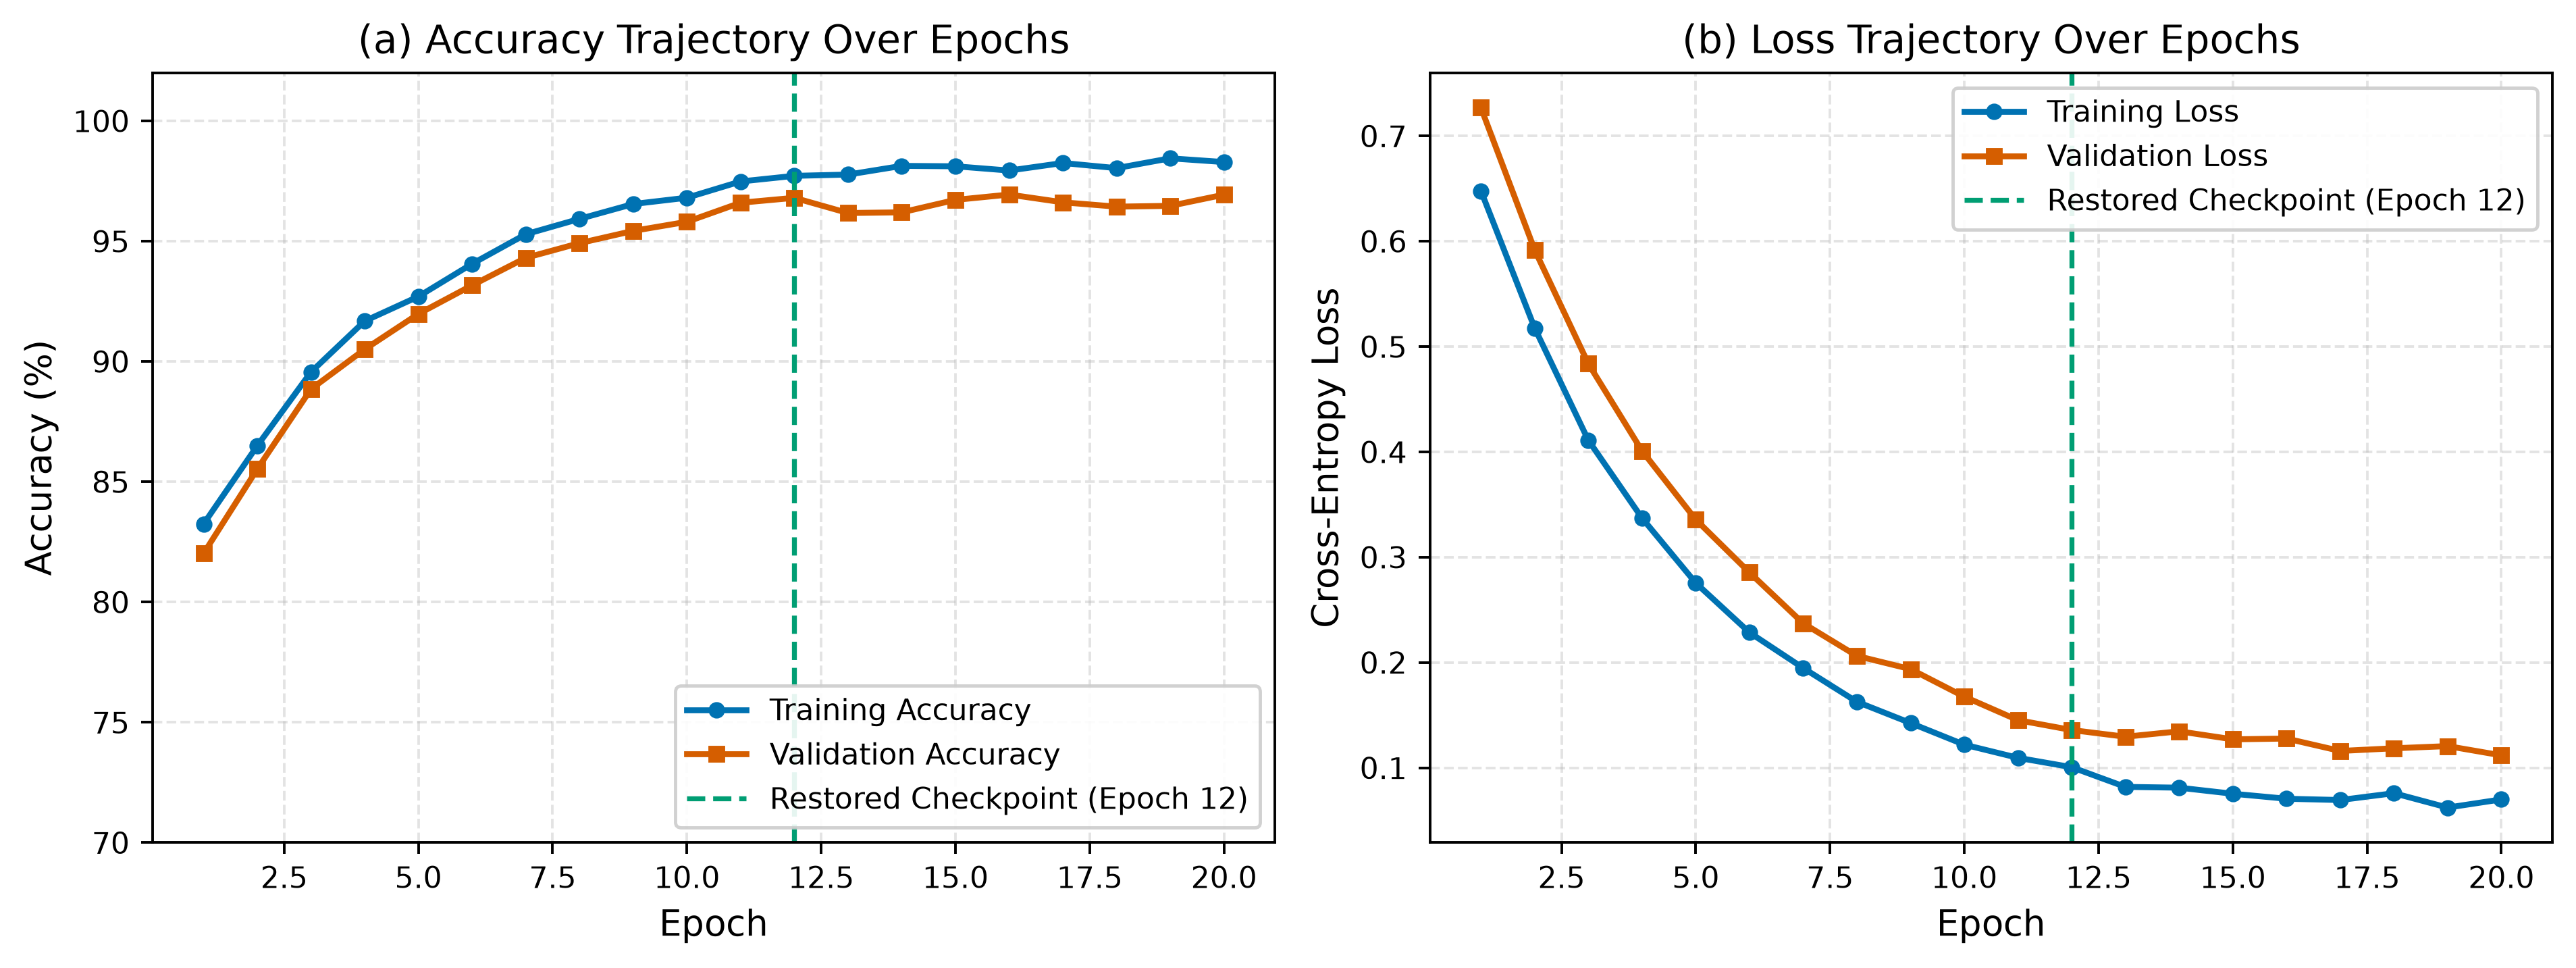 (a) Accuracy Trajectory Over Epochs
Accuracy (%)
100
95
90
85
80
75
70
Training Accuracy
Validation Accuracy
Restored Checkpoint (Epoch 12)
2.5 5.0 7.5 10.0 12.5 15.0 17.5 20.0
Epoch
(b) Loss Trajectory Over Epochs
Cross-Entropy Loss
0.7
0.6
0.5
0.4
0.3
0.2
0.1
Training Loss
Validation Loss
Restored Checkpoint (Epoch 12)
2.5 5.0 7.5 10.0 12.5 15.0 17.5 20.0
Epoch